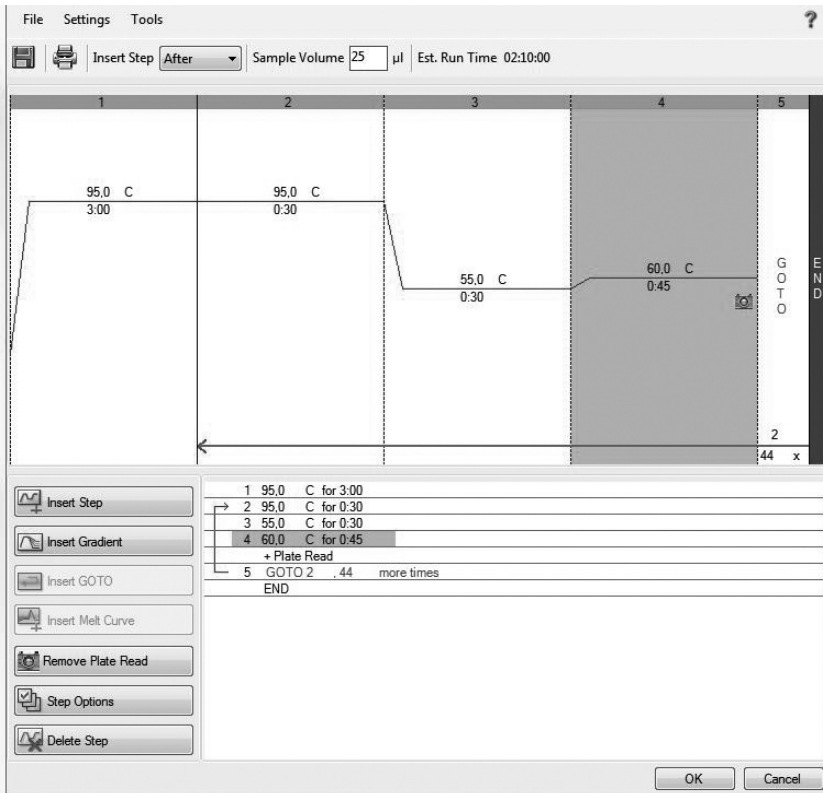 File Settings Tools ?
Insert Step After Sample Volume 25 µl Est. Run Time 02:10:00
1 2 3 4 5
95,0 C
3:00
95,0 C
0:30
55,0 C
0:30
60,0 C
0:45
GOTO
END
2
44 x
Insert Step
Insert Gradient
Insert GOTO
Insert Melt Curve
Remove Plate Read
Step Options
Delete Step
1 95,0 C for 3:00
2 95,0 C for 0:30
3 55,0 C for 0:30
4 60,0 C for 0:45
+ Plate Read
5 GOTO 2 , 44 more times
END
OK Cancel